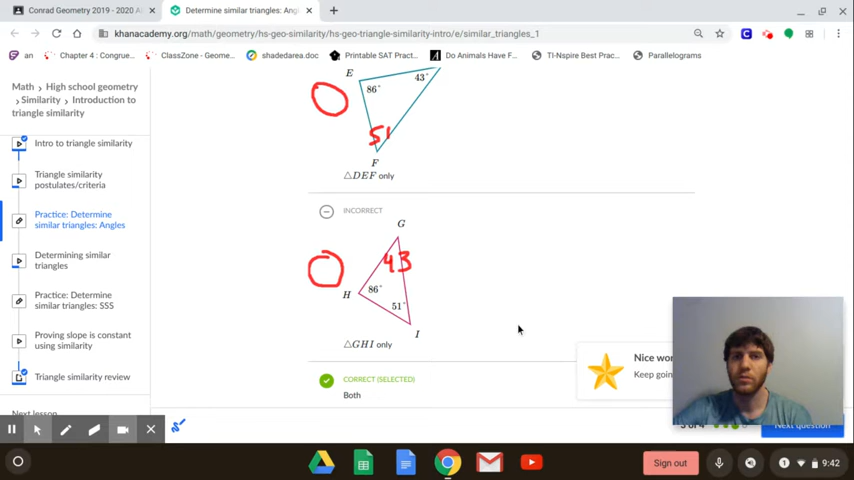 Conrad Geometry 2019 - 2020 A
Determine similar triangles: Ang
khanacademy.org/math/geometry/hs-geo-similarity/hs-geo-triangle-similarity-intro/e/similar_triangles_1
an
Chapter 4 : Congrue...
ClassZone - Geome...
shadedarea.doc
Printable SAT Pract...
Do Animals Have F...
TI-Nspire Best Prac...
Parallelograms
Math > High school geometry
> Similarity > Introduction to
triangle similarity
Intro to triangle similarity
Triangle similarity
postulates/criteria
Practice: Determine
similar triangles: Angles
Determining similar
triangles
Practice: Determine
similar triangles: SSS
Proving slope is constant
using similarity
Triangle similarity review
Next lesson
E
86°
43°
51
F
△DEF only
INCORRECT
G
43
H
86°
51°
I
△GHI only
CORRECT (SELECTED)
Both
Nice wor
Keep goin
3 of 4
Next question
Sign out
1
9:42